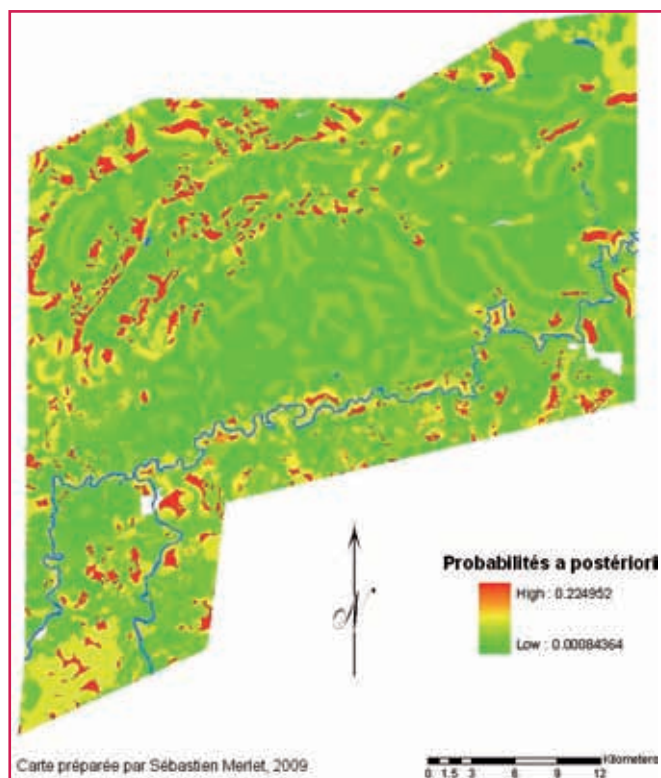 N
Probabilités a postériori
High : 0.224952
Low : 0.00084364
Carte préparée par Sébastien Merlet, 2009
Kilometers
0 1.5 3 6 9 12